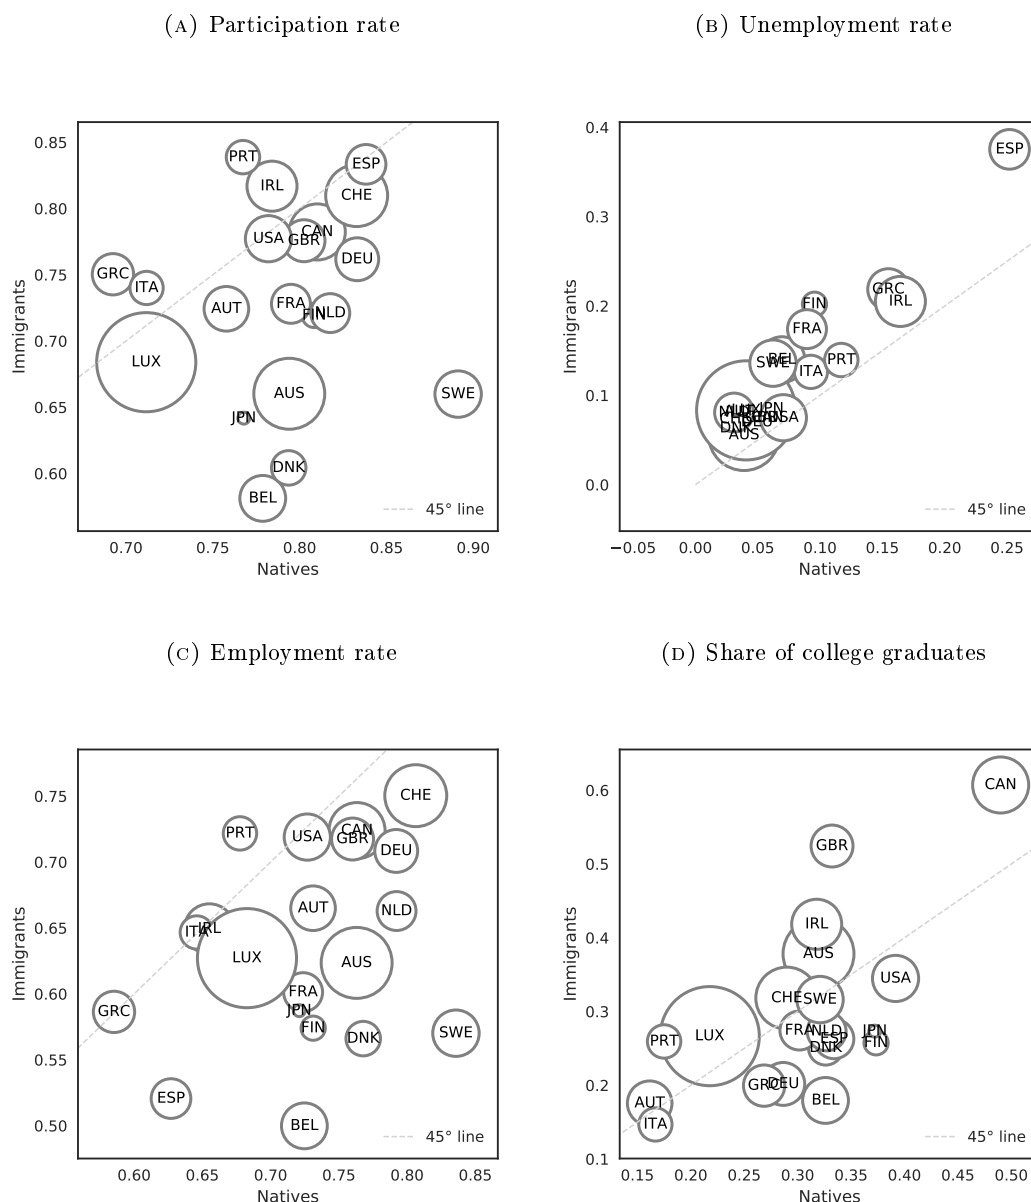 (A) Participation rate
(B) Unemployment rate
0.85
0.80
0.75
0.70
0.65
0.60
Immigrants
PRT
IRL
ESP
CHE
CAN
USA
GBR
DEU
GRC
ITA
AUT
FRA
FIN
NLD
LUX
AUS
SWE
JPN
DNK
BEL
45° line
0.70 0.75 0.80 0.85 0.90
Natives
0.4
0.3
0.2
0.1
0.0
Immigrants
ESP
GRC
IRL
FIN
FRA
PRT
BEL
SWE
ITA
JPN
USA
DEU
DNK
AUS
45° line
−0.05 0.00 0.05 0.10 0.15 0.20 0.25
Natives
(C) Employment rate
(D) Share of college graduates
0.75
0.70
0.65
0.60
0.55
0.50
Immigrants
CHE
PRT
USA
CAN
GBR
DEU
AUT
NLD
ITA
IRL
LUX
AUS
FRA
JPN
FIN
GRC
DNK
SWE
ESP
BEL
45° line
0.60 0.65 0.70 0.75 0.80 0.85
Natives
0.6
0.5
0.4
0.3
0.2
0.1
Immigrants
CAN
GBR
IRL
AUS
USA
CHE
SWE
LUX
PRT
FRA
NLD
ESP
DNK
JPN
FIN
GRC
DEU
BEL
AUT
ITA
45° line
0.15 0.20 0.25 0.30 0.35 0.40 0.45 0.50
Natives